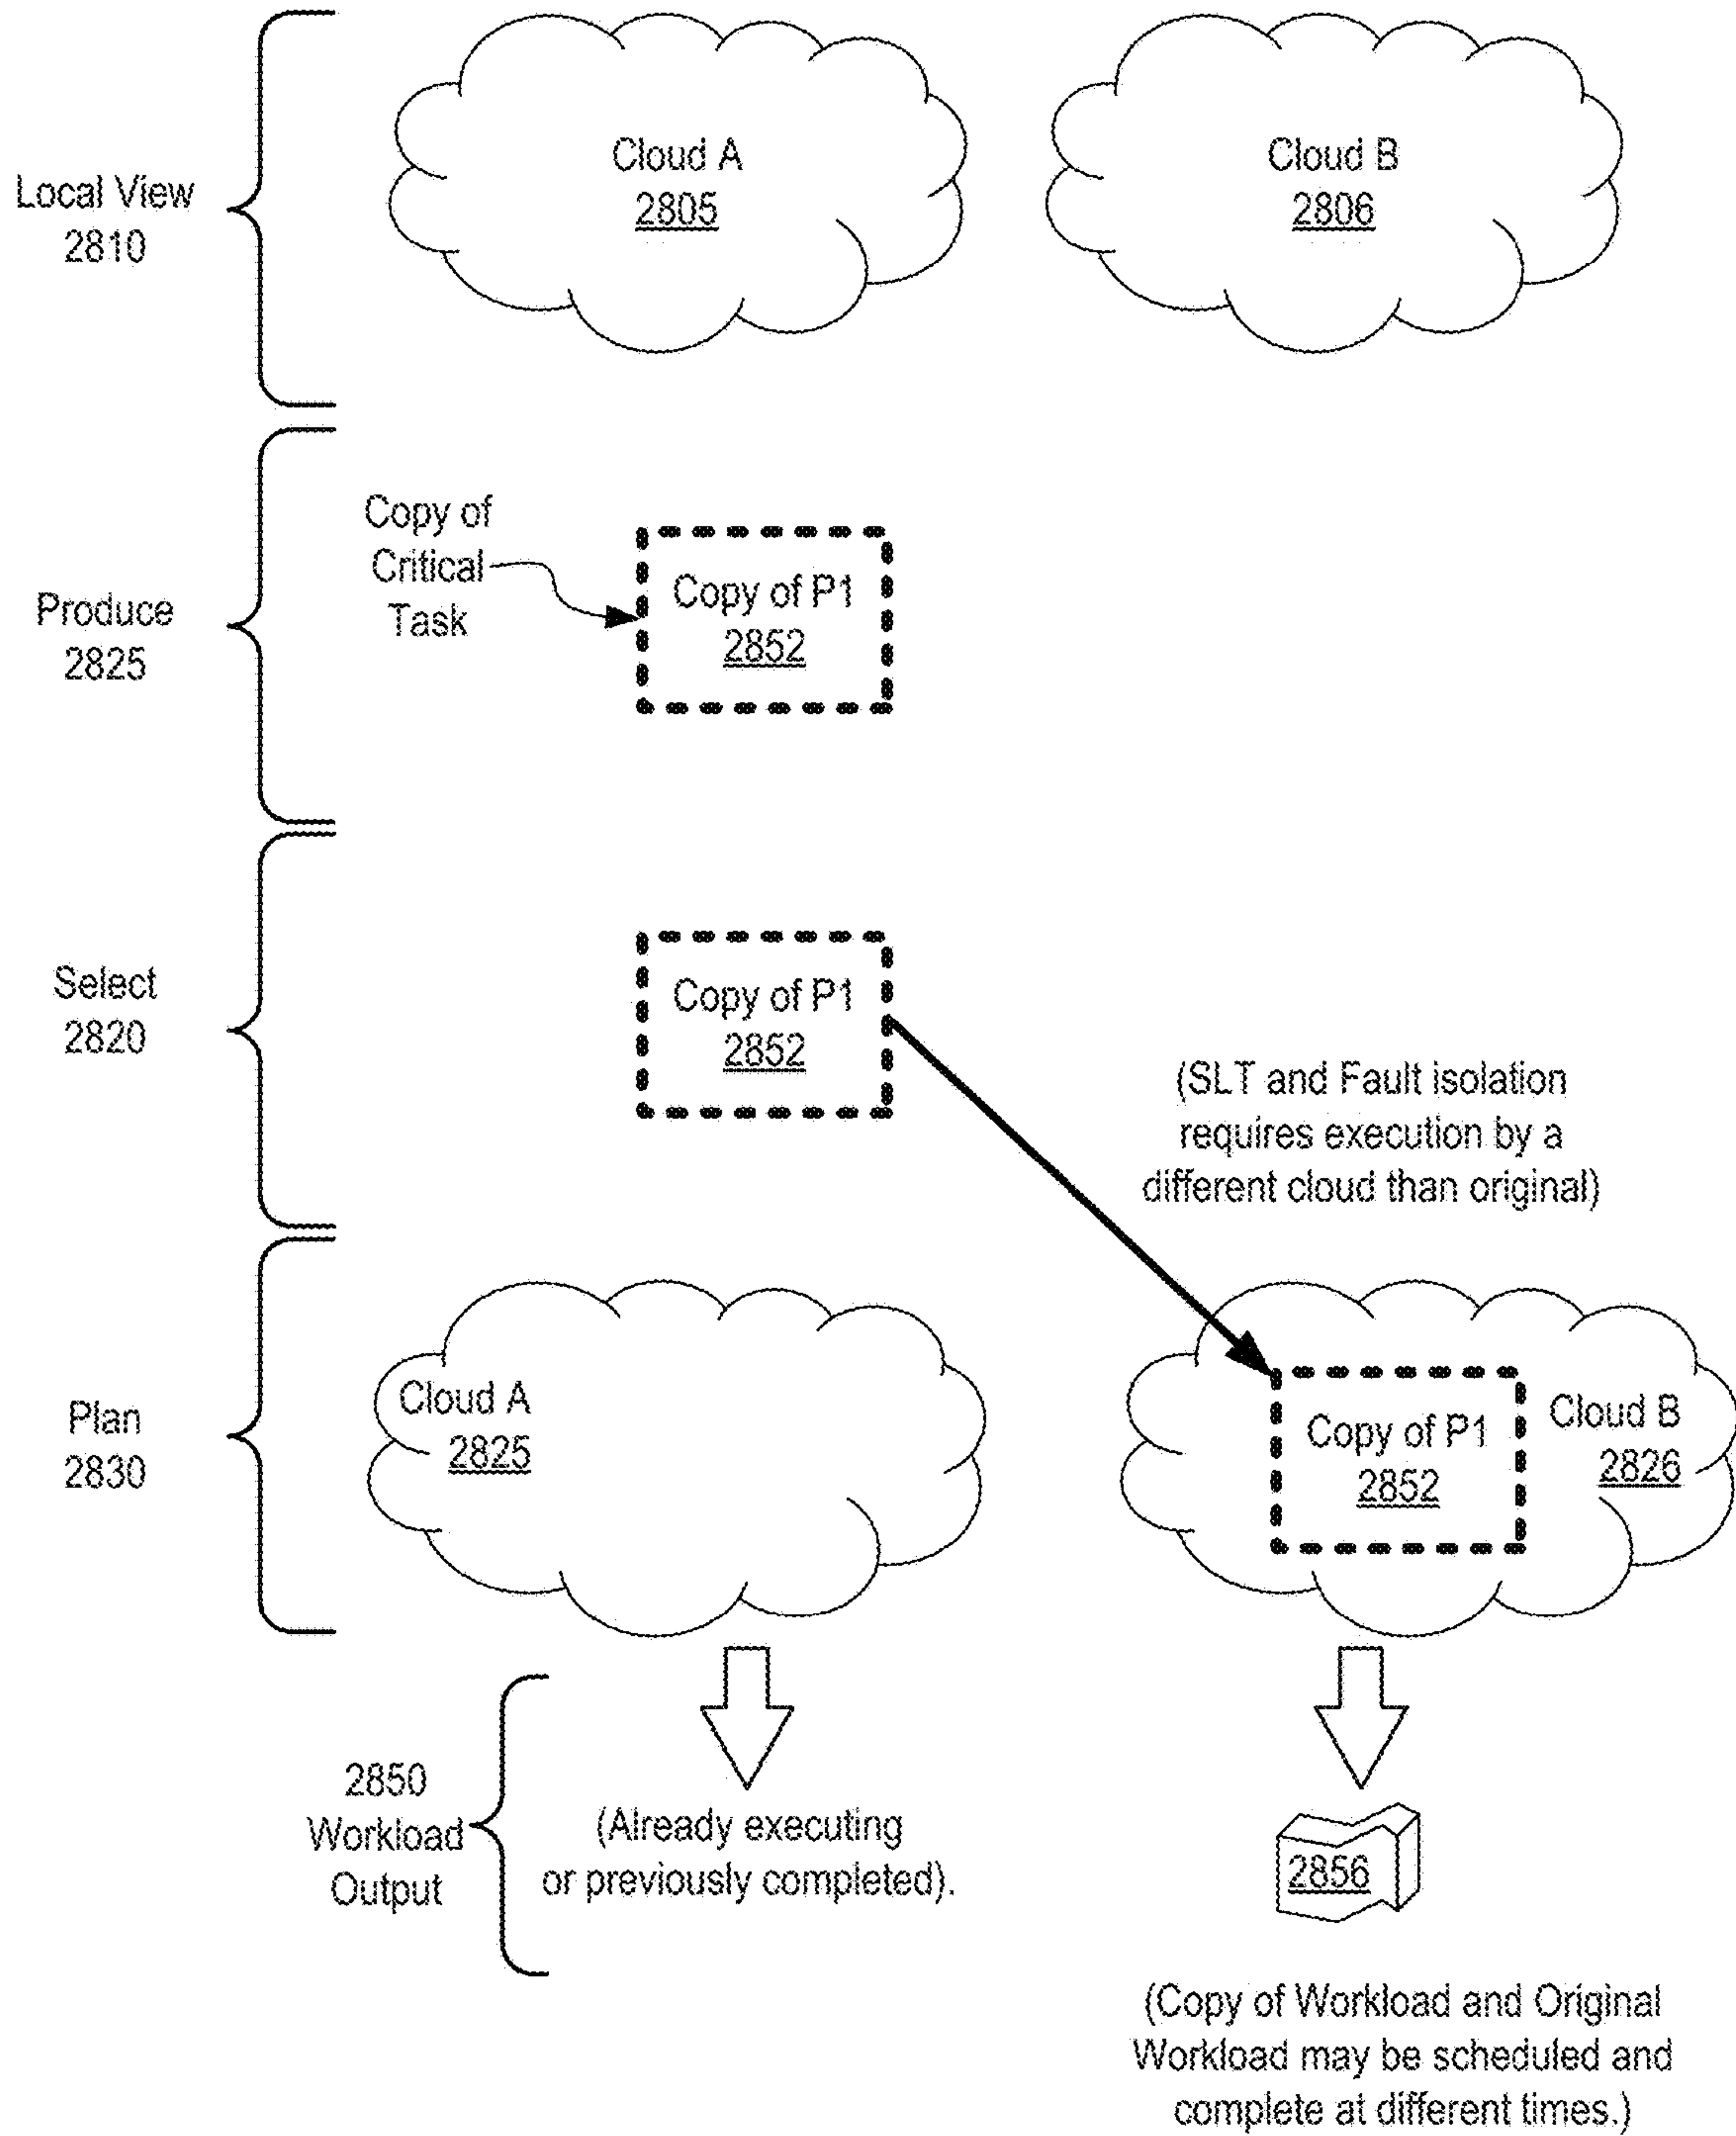 Local View
2810
Cloud A
2805
Cloud B
2806
Produce
2825
Copy of
Critical
Task
Copy of P1
2852
Select
2820
Copy of P1
2852
(SLT and Fault isolation
requires execution by a
different cloud than original)
Plan
2830
Cloud A
2825
Copy of P1
2852
Cloud B
2826
2850
Workload
Output
(Already executing
or previously completed).
2856
(Copy of Workload and Original
Workload may be scheduled and
complete at different times.)